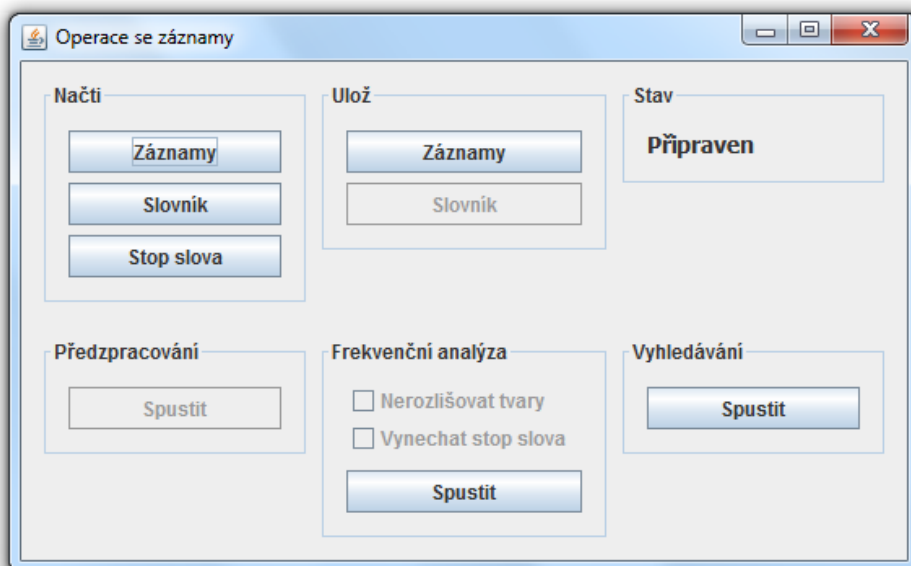 Operace se záznamy
Načti
Záznamy
Slovník
Stop slova
Ulož
Záznamy
Slovník
Stav
Připraven
Předzpracování
Spustit
Frekvenční analýza
Nerozlišovat tvary
Vynechat stop slova
Spustit
Vyhledávání
Spustit